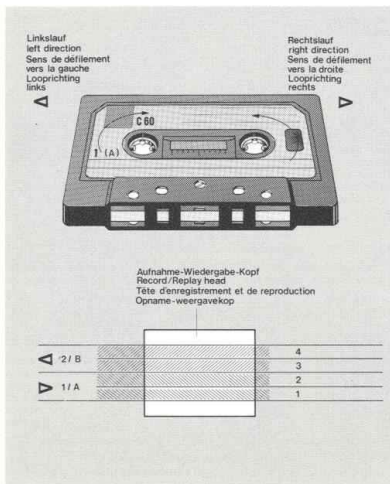 Linkslauf
left direction
Sens de défilement
vers la gauche
Looprichting
links
Rechtslauf
right direction
Sens de défilement
vers la droite
Looprichting
rechts
C 60
1 (A)
Aufnahme-Wiedergabe-Kopf
Record/Replay head
Tête d'enregistrement et de reproduction
Opname-weergavekop
2/B
1/A
4
3
2
1